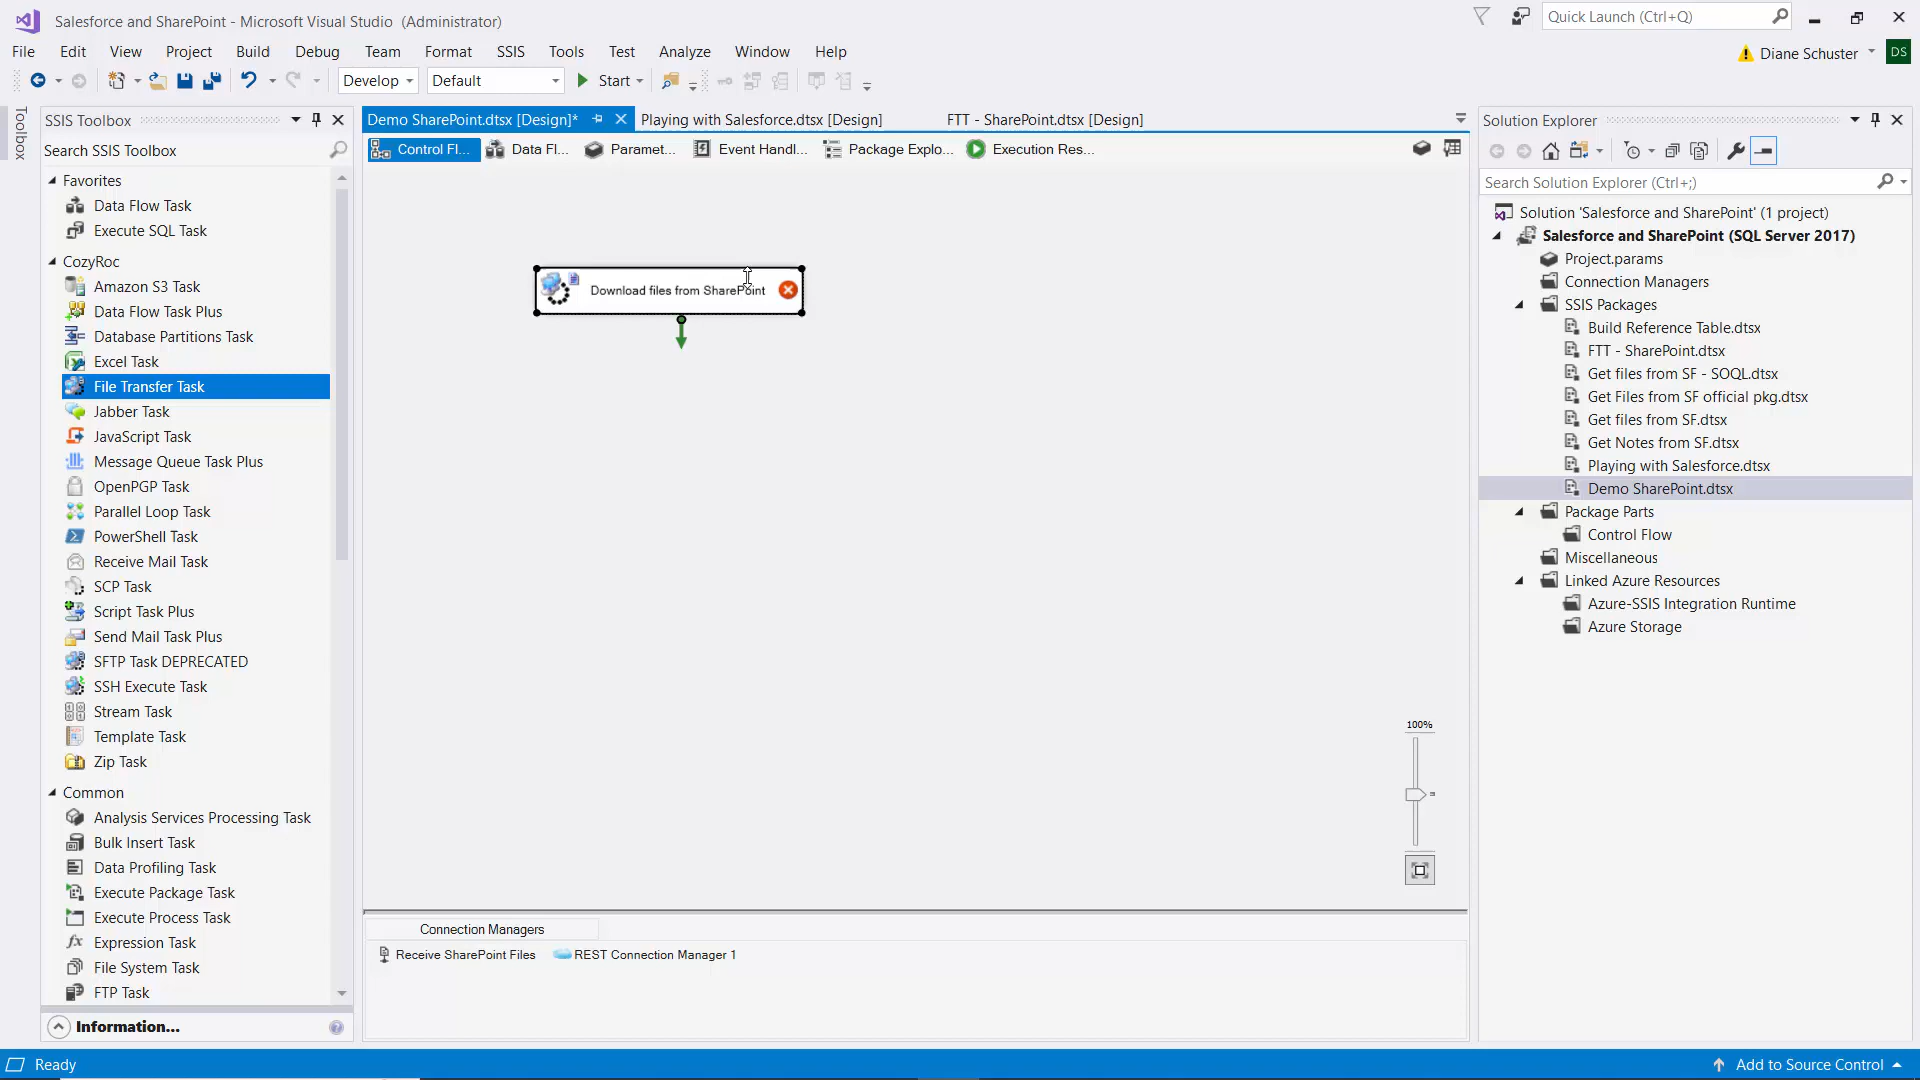 Salesforce and SharePoint - Microsoft Visual Studio (Administrator)
Quick Launch (Ctrl+Q)
File Edit View Project Build Debug Team Format SSIS Tools Test Analyze Window Help
Diane Schuster DS
Develop Default Start
Toolbox
SSIS Toolbox
Search SSIS Toolbox
Favorites
Data Flow Task
Execute SQL Task
CozyRoc
Amazon S3 Task
Data Flow Task Plus
Database Partitions Task
Excel Task
File Transfer Task
Jabber Task
JavaScript Task
Message Queue Task Plus
OpenPGP Task
Parallel Loop Task
PowerShell Task
Receive Mail Task
SCP Task
Script Task Plus
Send Mail Task Plus
SFTP Task DEPRECATED
SSH Execute Task
Stream Task
Template Task
Zip Task
Common
Analysis Services Processing Task
Bulk Insert Task
Data Profiling Task
Execute Package Task
Execute Process Task
Expression Task
File System Task
FTP Task
Information...
Demo SharePoint.dtsx [Design]* Playing with Salesforce.dtsx [Design] FTT - SharePoint.dtsx [Design]
Control Fl... Data Fl... Paramet... Event Handl... Package Explo... Execution Res...
Download files from SharePoint
100%
Connection Managers
Receive SharePoint Files REST Connection Manager 1
Solution Explorer
Search Solution Explorer (Ctrl+;)
Solution 'Salesforce and SharePoint' (1 project)
Salesforce and SharePoint (SQL Server 2017)
Project.params
Connection Managers
SSIS Packages
Build Reference Table.dtsx
FTT - SharePoint.dtsx
Get files from SF - SOQL.dtsx
Get Files from SF official pkg.dtsx
Get files from SF.dtsx
Get Notes from SF.dtsx
Playing with Salesforce.dtsx
Demo SharePoint.dtsx
Package Parts
Control Flow
Miscellaneous
Linked Azure Resources
Azure-SSIS Integration Runtime
Azure Storage
Ready
Add to Source Control